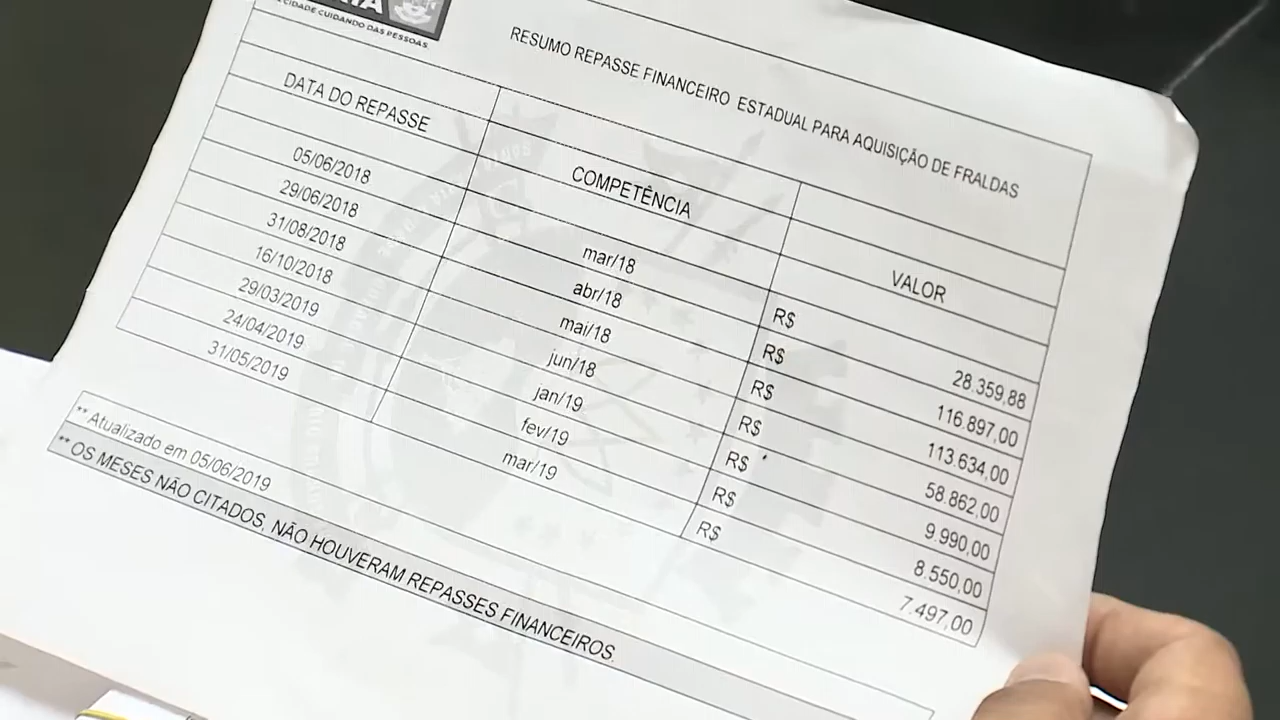 CIDADE CUIDANDO DAS PESSOAS
RESUMO REPASSE FINANCEIRO ESTADUAL PARA AQUISIÇÃO DE FRALDAS
DATA DO REPASSE COMPETÊNCIA VALOR
05/06/2018 mar/18 R$ 28.359,88
29/06/2018 abr/18 R$ 116.897,00
31/08/2018 mai/18 R$ 113.634,00
16/10/2018 jun/18 R$ 58.862,00
29/03/2019 jan/19 R$ 9.990,00
24/04/2019 fev/19 R$ 8.550,00
31/05/2019 mar/19 R$ 7.497,00
** Atualizado em 05/06/2019
** OS MESES NÃO CITADOS, NÃO HOUVERAM REPASSES FINANCEIROS.